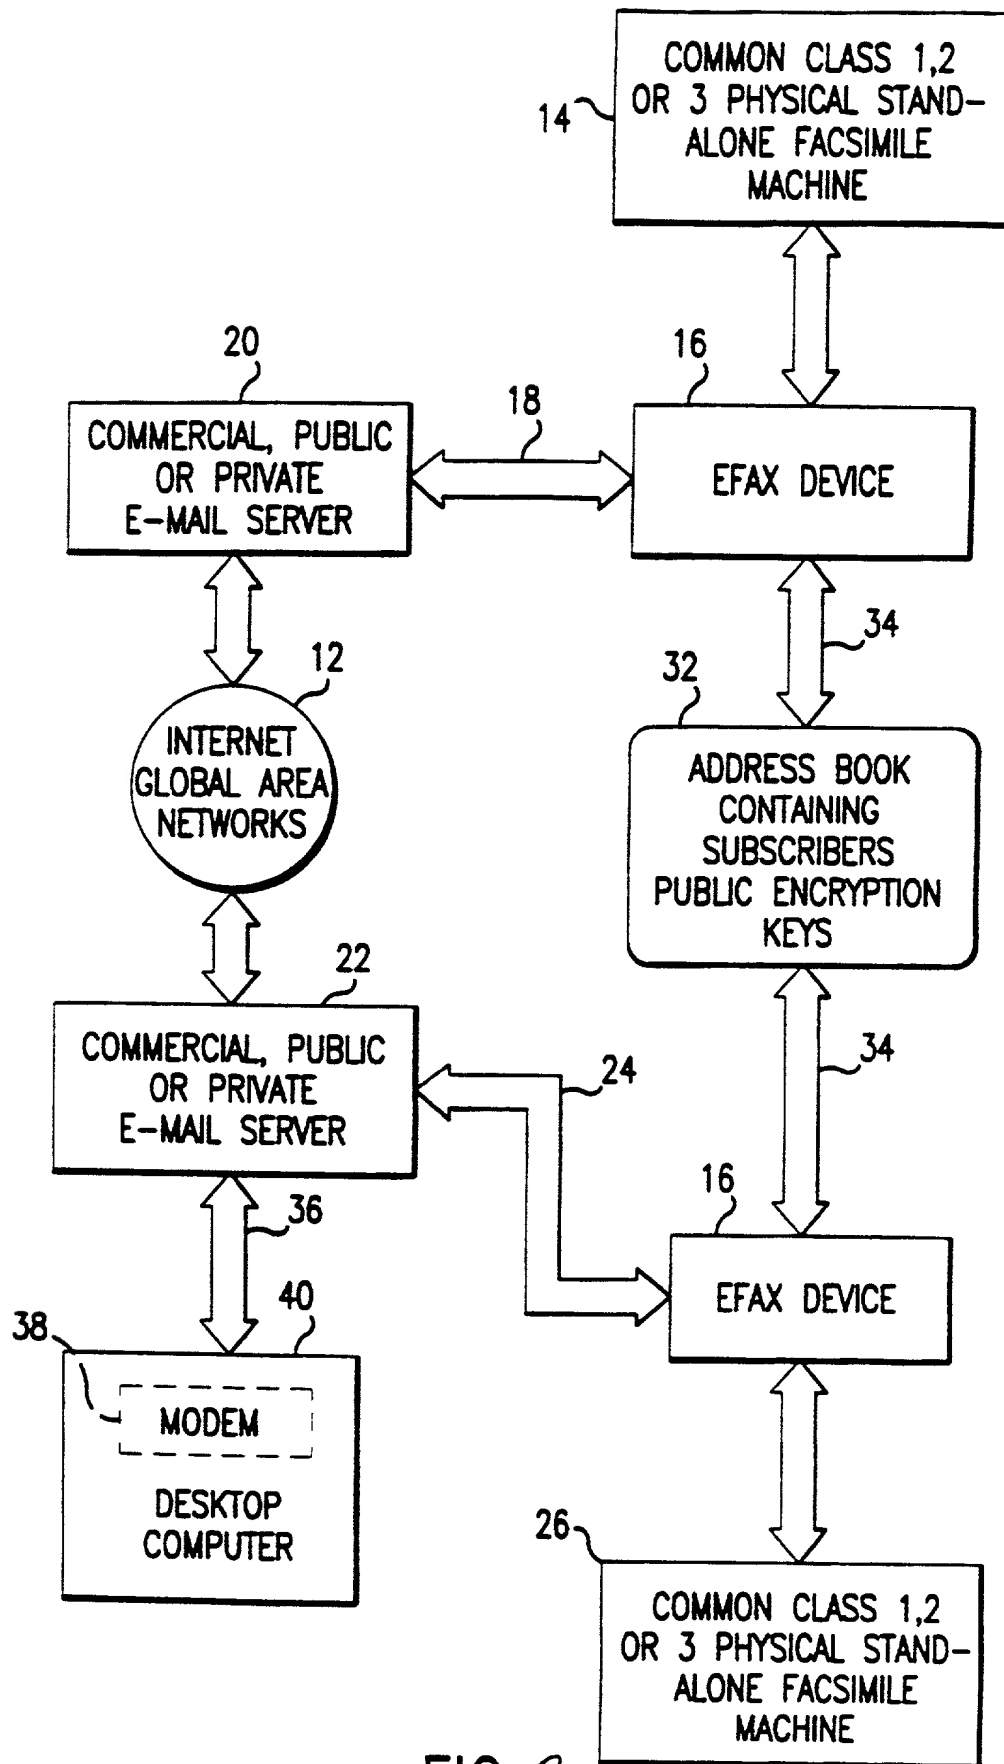 COMMON CLASS 1,2
OR 3 PHYSICAL STAND-
ALONE FACSIMILE
MACHINE
14
20
COMMERCIAL, PUBLIC
OR PRIVATE
E-MAIL SERVER
18
16
EFAX DEVICE
34
12
INTERNET
GLOBAL AREA
NETWORKS
32
ADDRESS BOOK
CONTAINING
SUBSCRIBERS
PUBLIC ENCRYPTION
KEYS
22
COMMERCIAL, PUBLIC
OR PRIVATE
E-MAIL SERVER
24
34
36
16
EFAX DEVICE
38
40
MODEM
DESKTOP
COMPUTER
26
COMMON CLASS 1,2
OR 3 PHYSICAL STAND-
ALONE FACSIMILE
MACHINE
FIG.